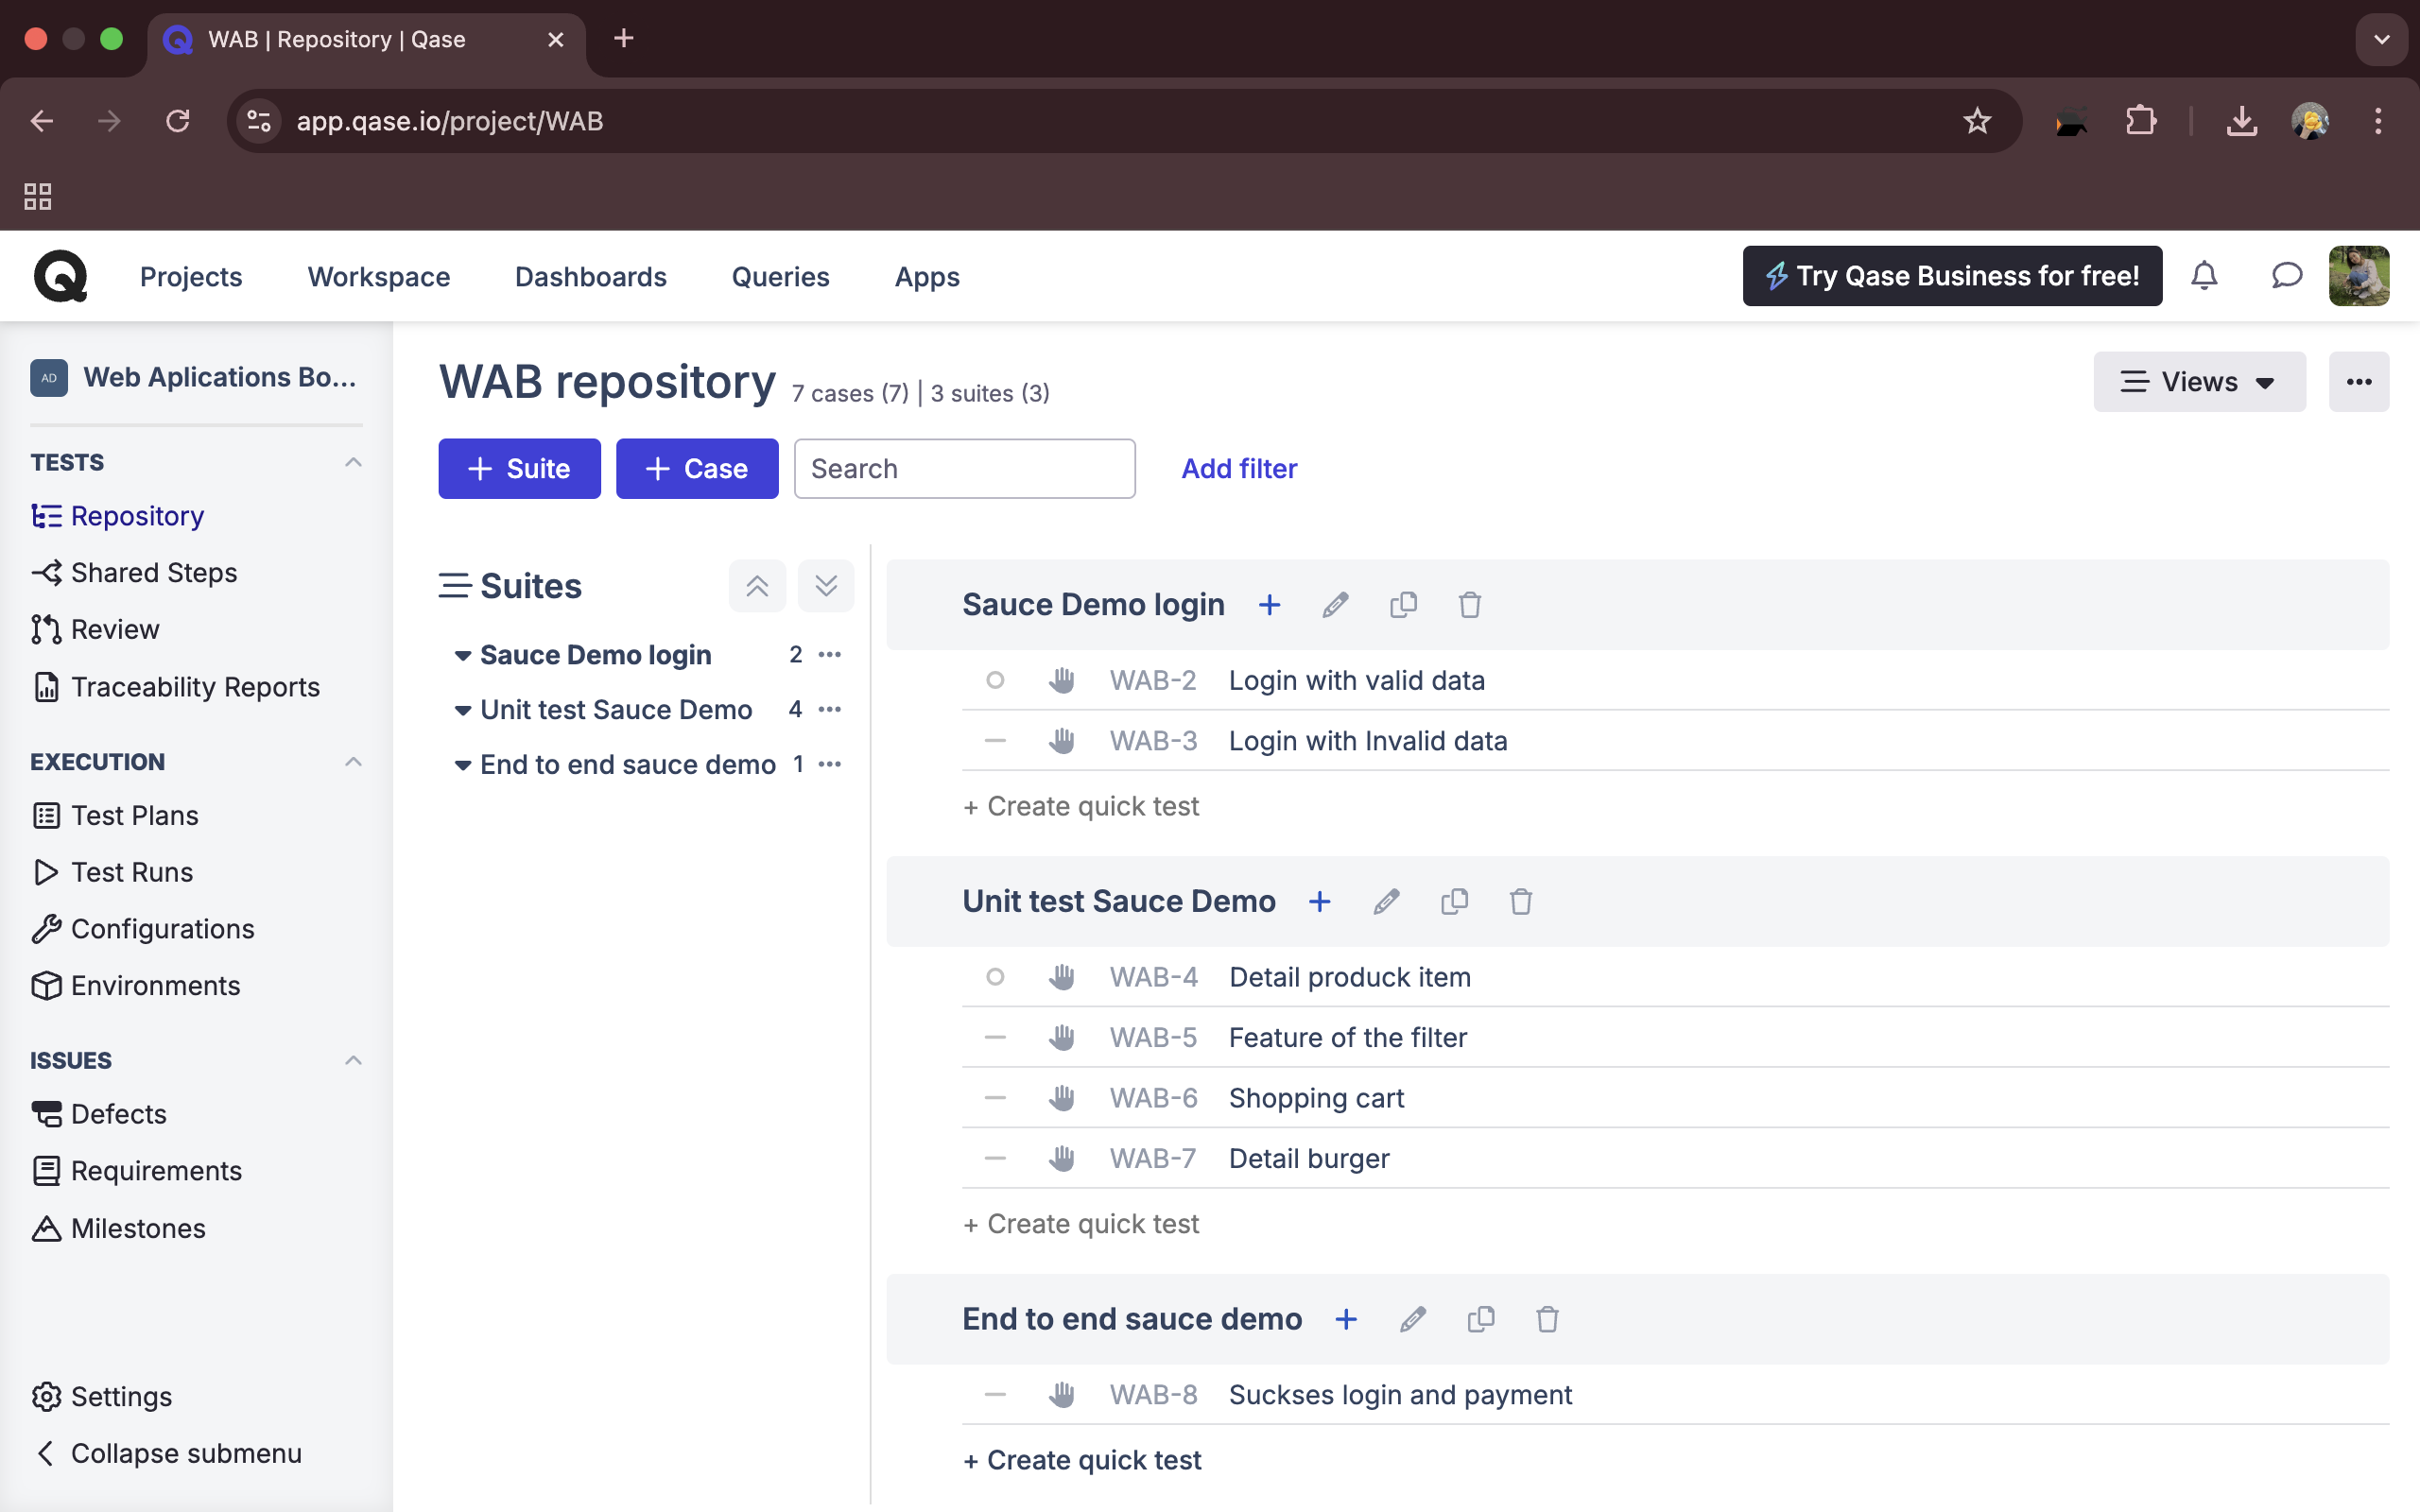 WAB | Repository | Qase
app.qase.io/project/WAB
Projects
Workspace
Dashboards
Queries
Apps
Try Qase Business for free!
AD
Web Aplications Bo...
TESTS
Repository
Shared Steps
Review
Traceability Reports
EXECUTION
Test Plans
Test Runs
Configurations
Environments
ISSUES
Defects
Requirements
Milestones
Settings
Collapse submenu
WAB repository 7 cases (7) | 3 suites (3)
Views
+ Suite
+ Case
Search
Add filter
Suites
Sauce Demo login 2
Unit test Sauce Demo 4
End to end sauce demo 1
Sauce Demo login
WAB-2 Login with valid data
WAB-3 Login with Invalid data
+ Create quick test
Unit test Sauce Demo
WAB-4 Detail produck item
WAB-5 Feature of the filter
WAB-6 Shopping cart
WAB-7 Detail burger
+ Create quick test
End to end sauce demo
WAB-8 Suckses login and payment
+ Create quick test